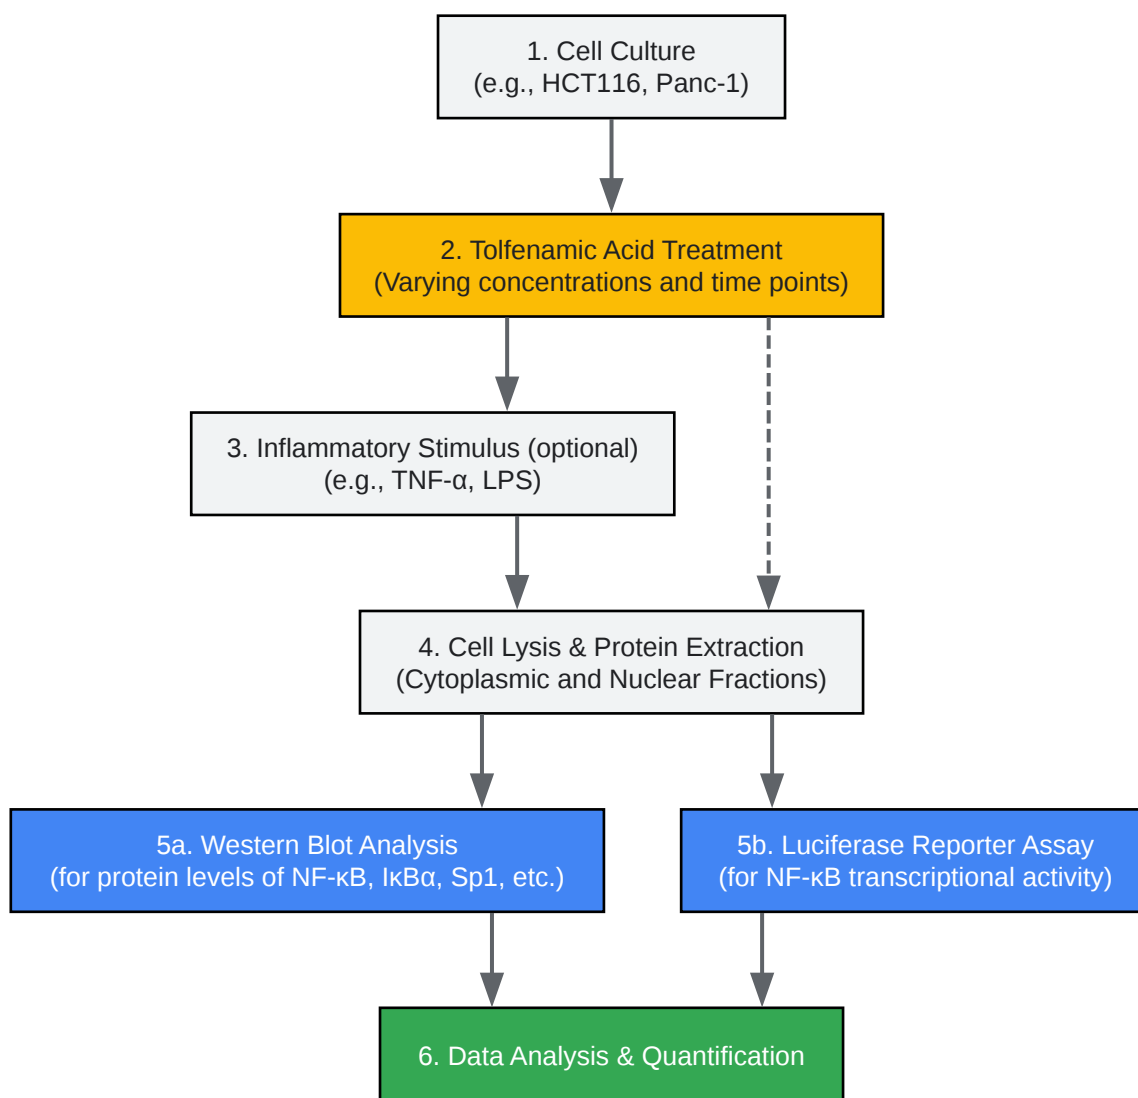 1. Cell Culture
(e.g., HCT116, Panc-1)
2. Tolfenamic Acid Treatment
(Varying concentrations and time points)
3. Inflammatory Stimulus (optional)
(e.g., TNF-α, LPS)
4. Cell Lysis & Protein Extraction
(Cytoplasmic and Nuclear Fractions)
5a. Western Blot Analysis
(for protein levels of NF-κB, IκBα, Sp1, etc.)
5b. Luciferase Reporter Assay
(for NF-κB transcriptional activity)
6. Data Analysis & Quantification